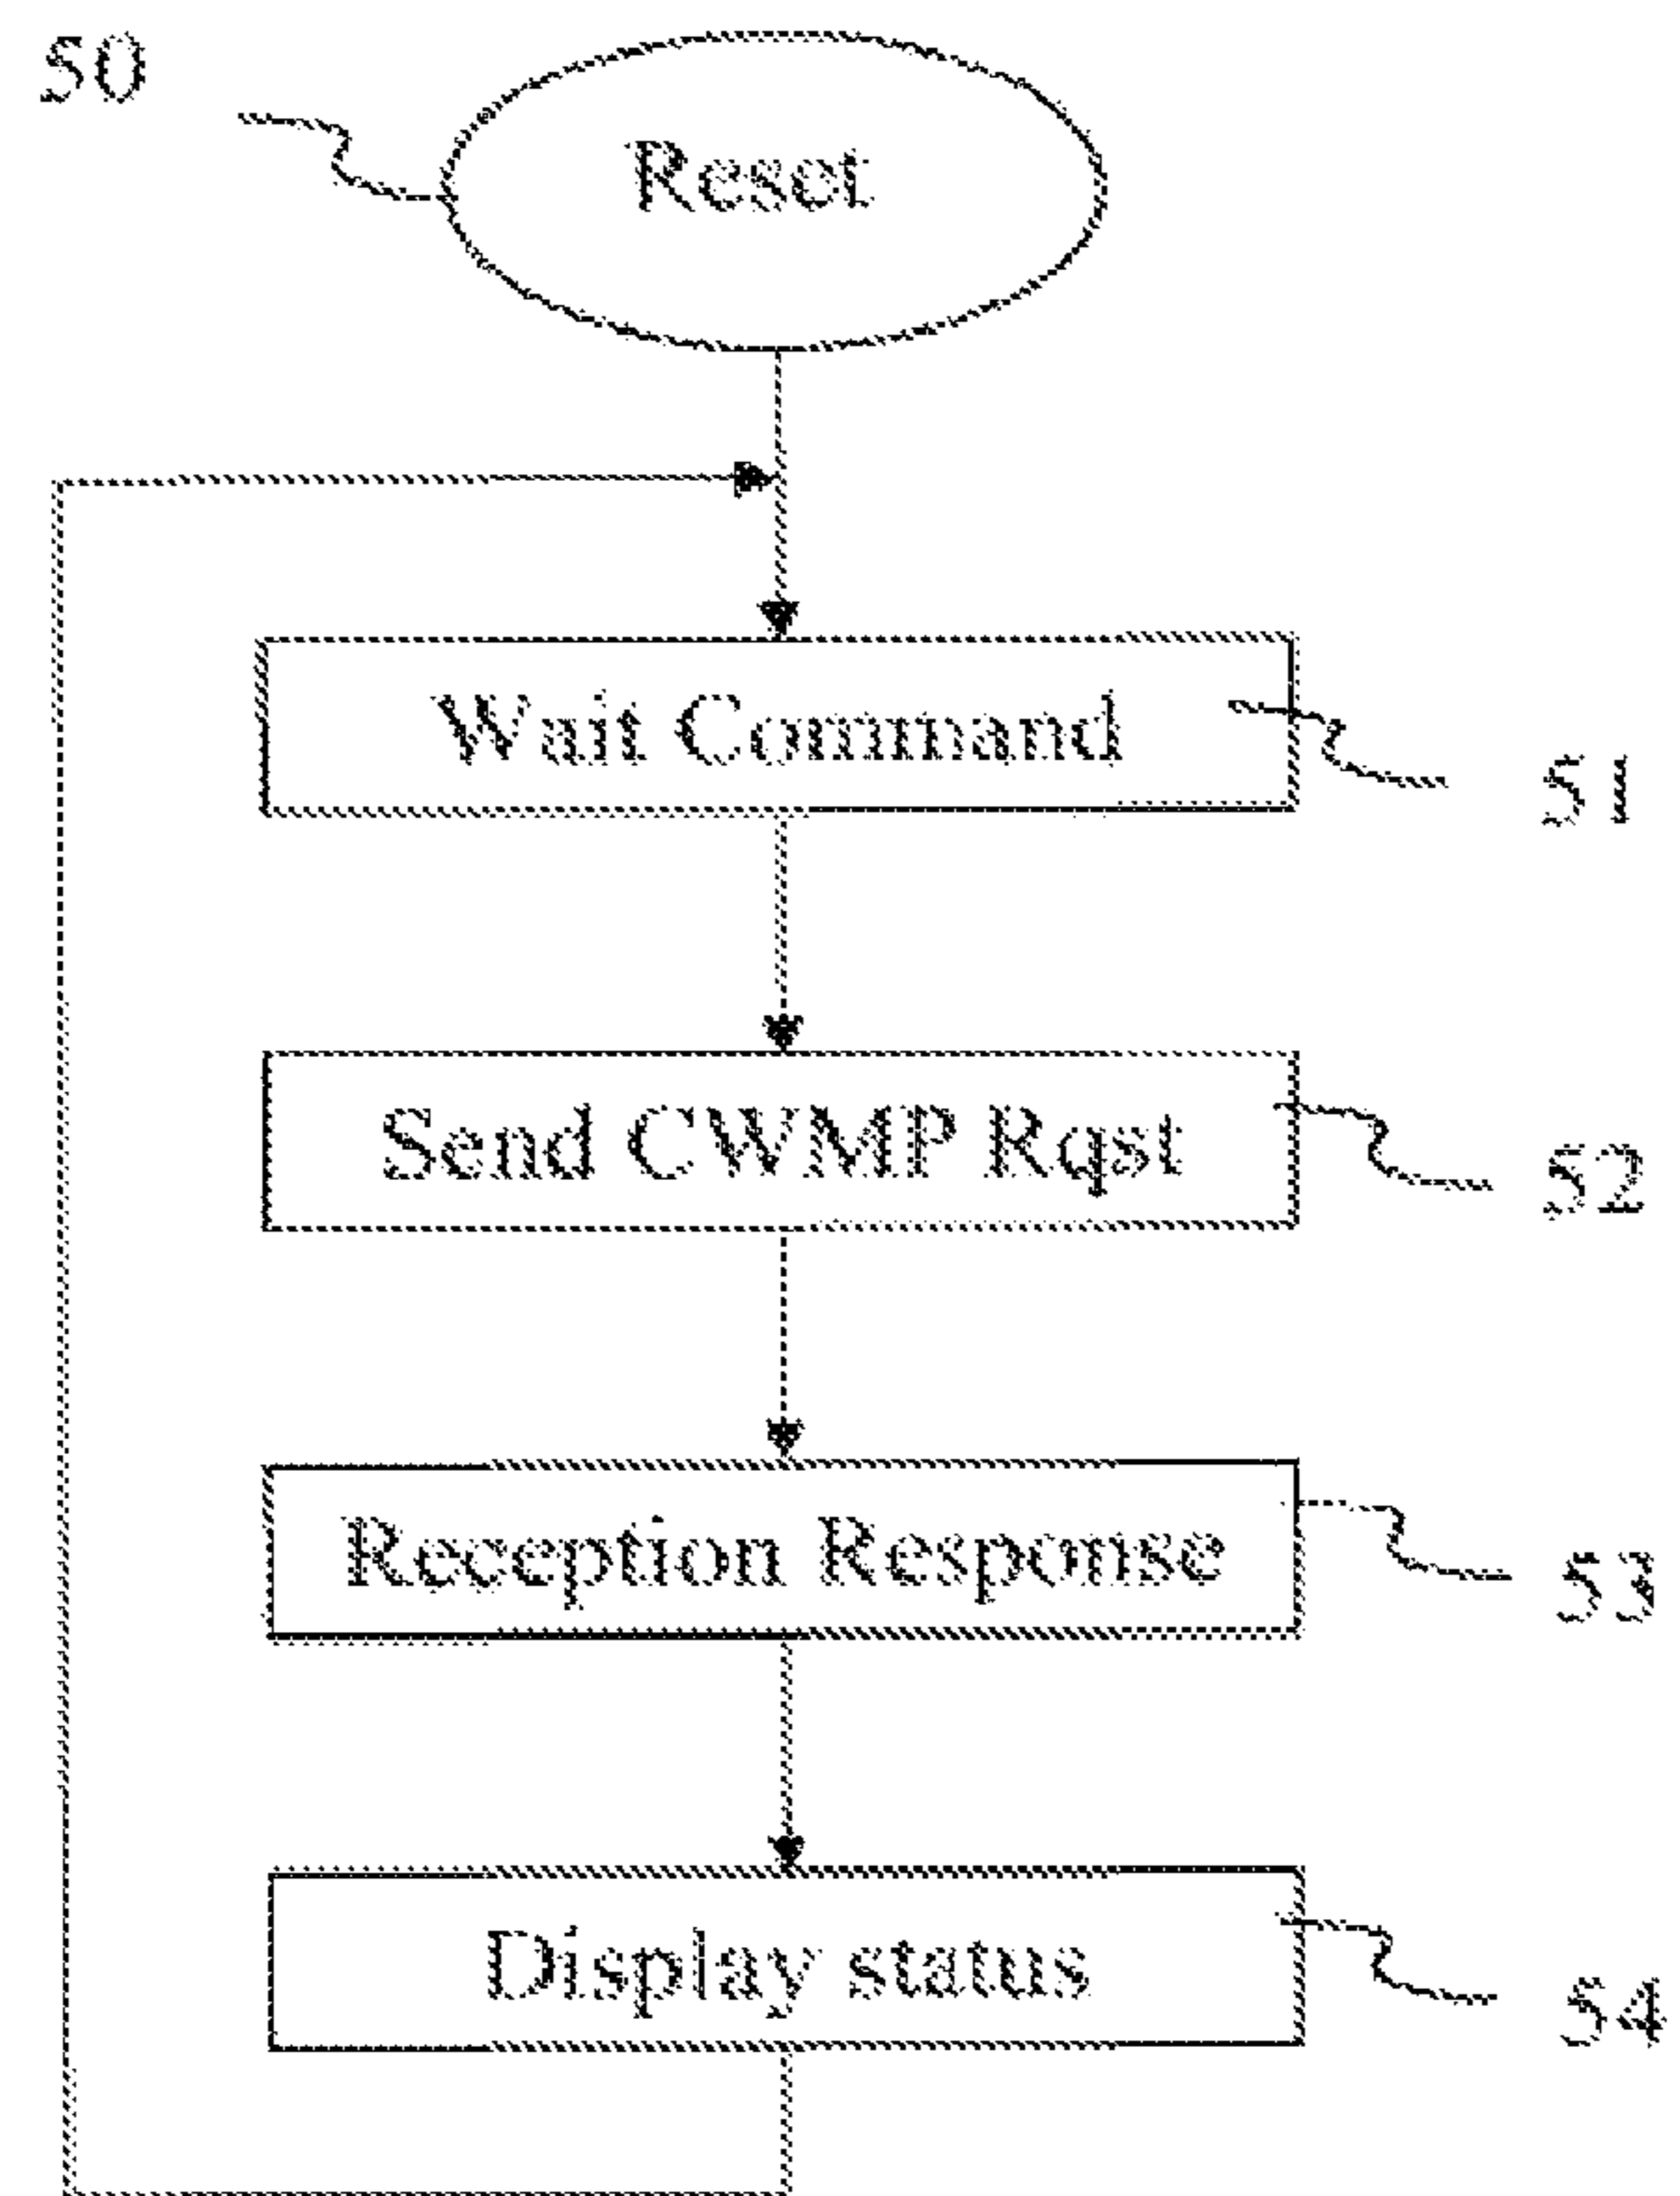 50
Reset
Wait Command
51
Send CWMP Rqst
52
Reception Response
53
Display status
54